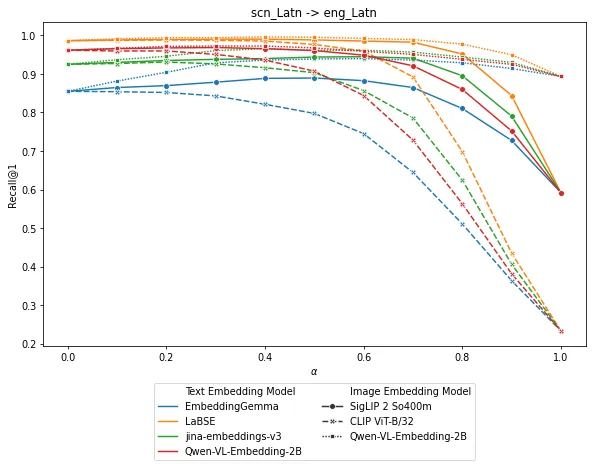 scn_Latn -> eng_Latn
Recall@1
1.0
0.9
0.8
0.7
0.6
0.5
0.4
0.3
0.2
0.0 0.2 0.4 0.6 0.8 1.0
α
Text Embedding Model Image Embedding Model
EmbeddingGemma SigLIP 2 So400m
LaBSE CLIP ViT-B/32
jina-embeddings-v3 Qwen-VL-Embedding-2B
Qwen-VL-Embedding-2B